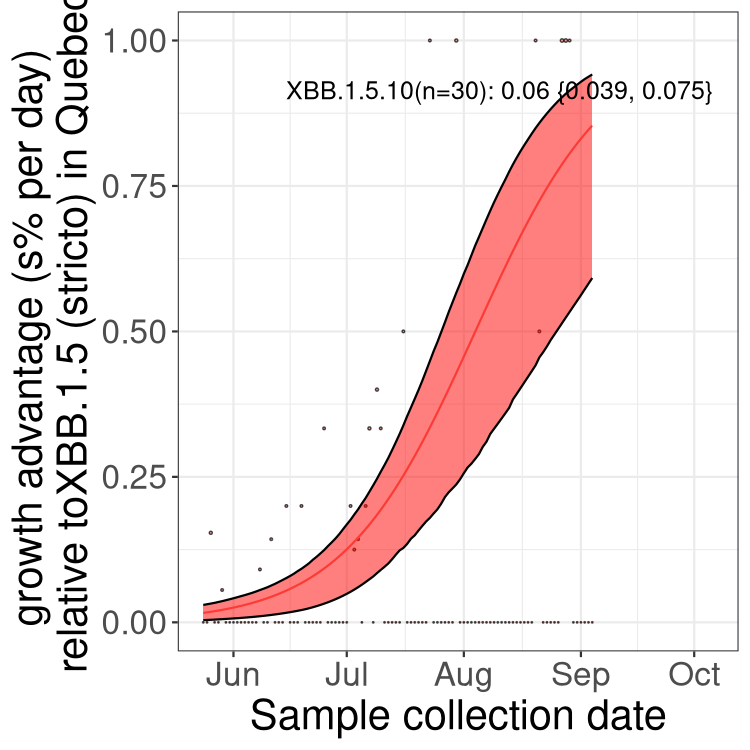 growth advantage (s% per day)
relative toXBB.1.5 (stricto) in Quebec
1.00
0.75
0.50
0.25
0.00
XBB.1.5.10(n=30): 0.06 {0.039, 0.075}
Jun Jul Aug Sep Oct
Sample collection date